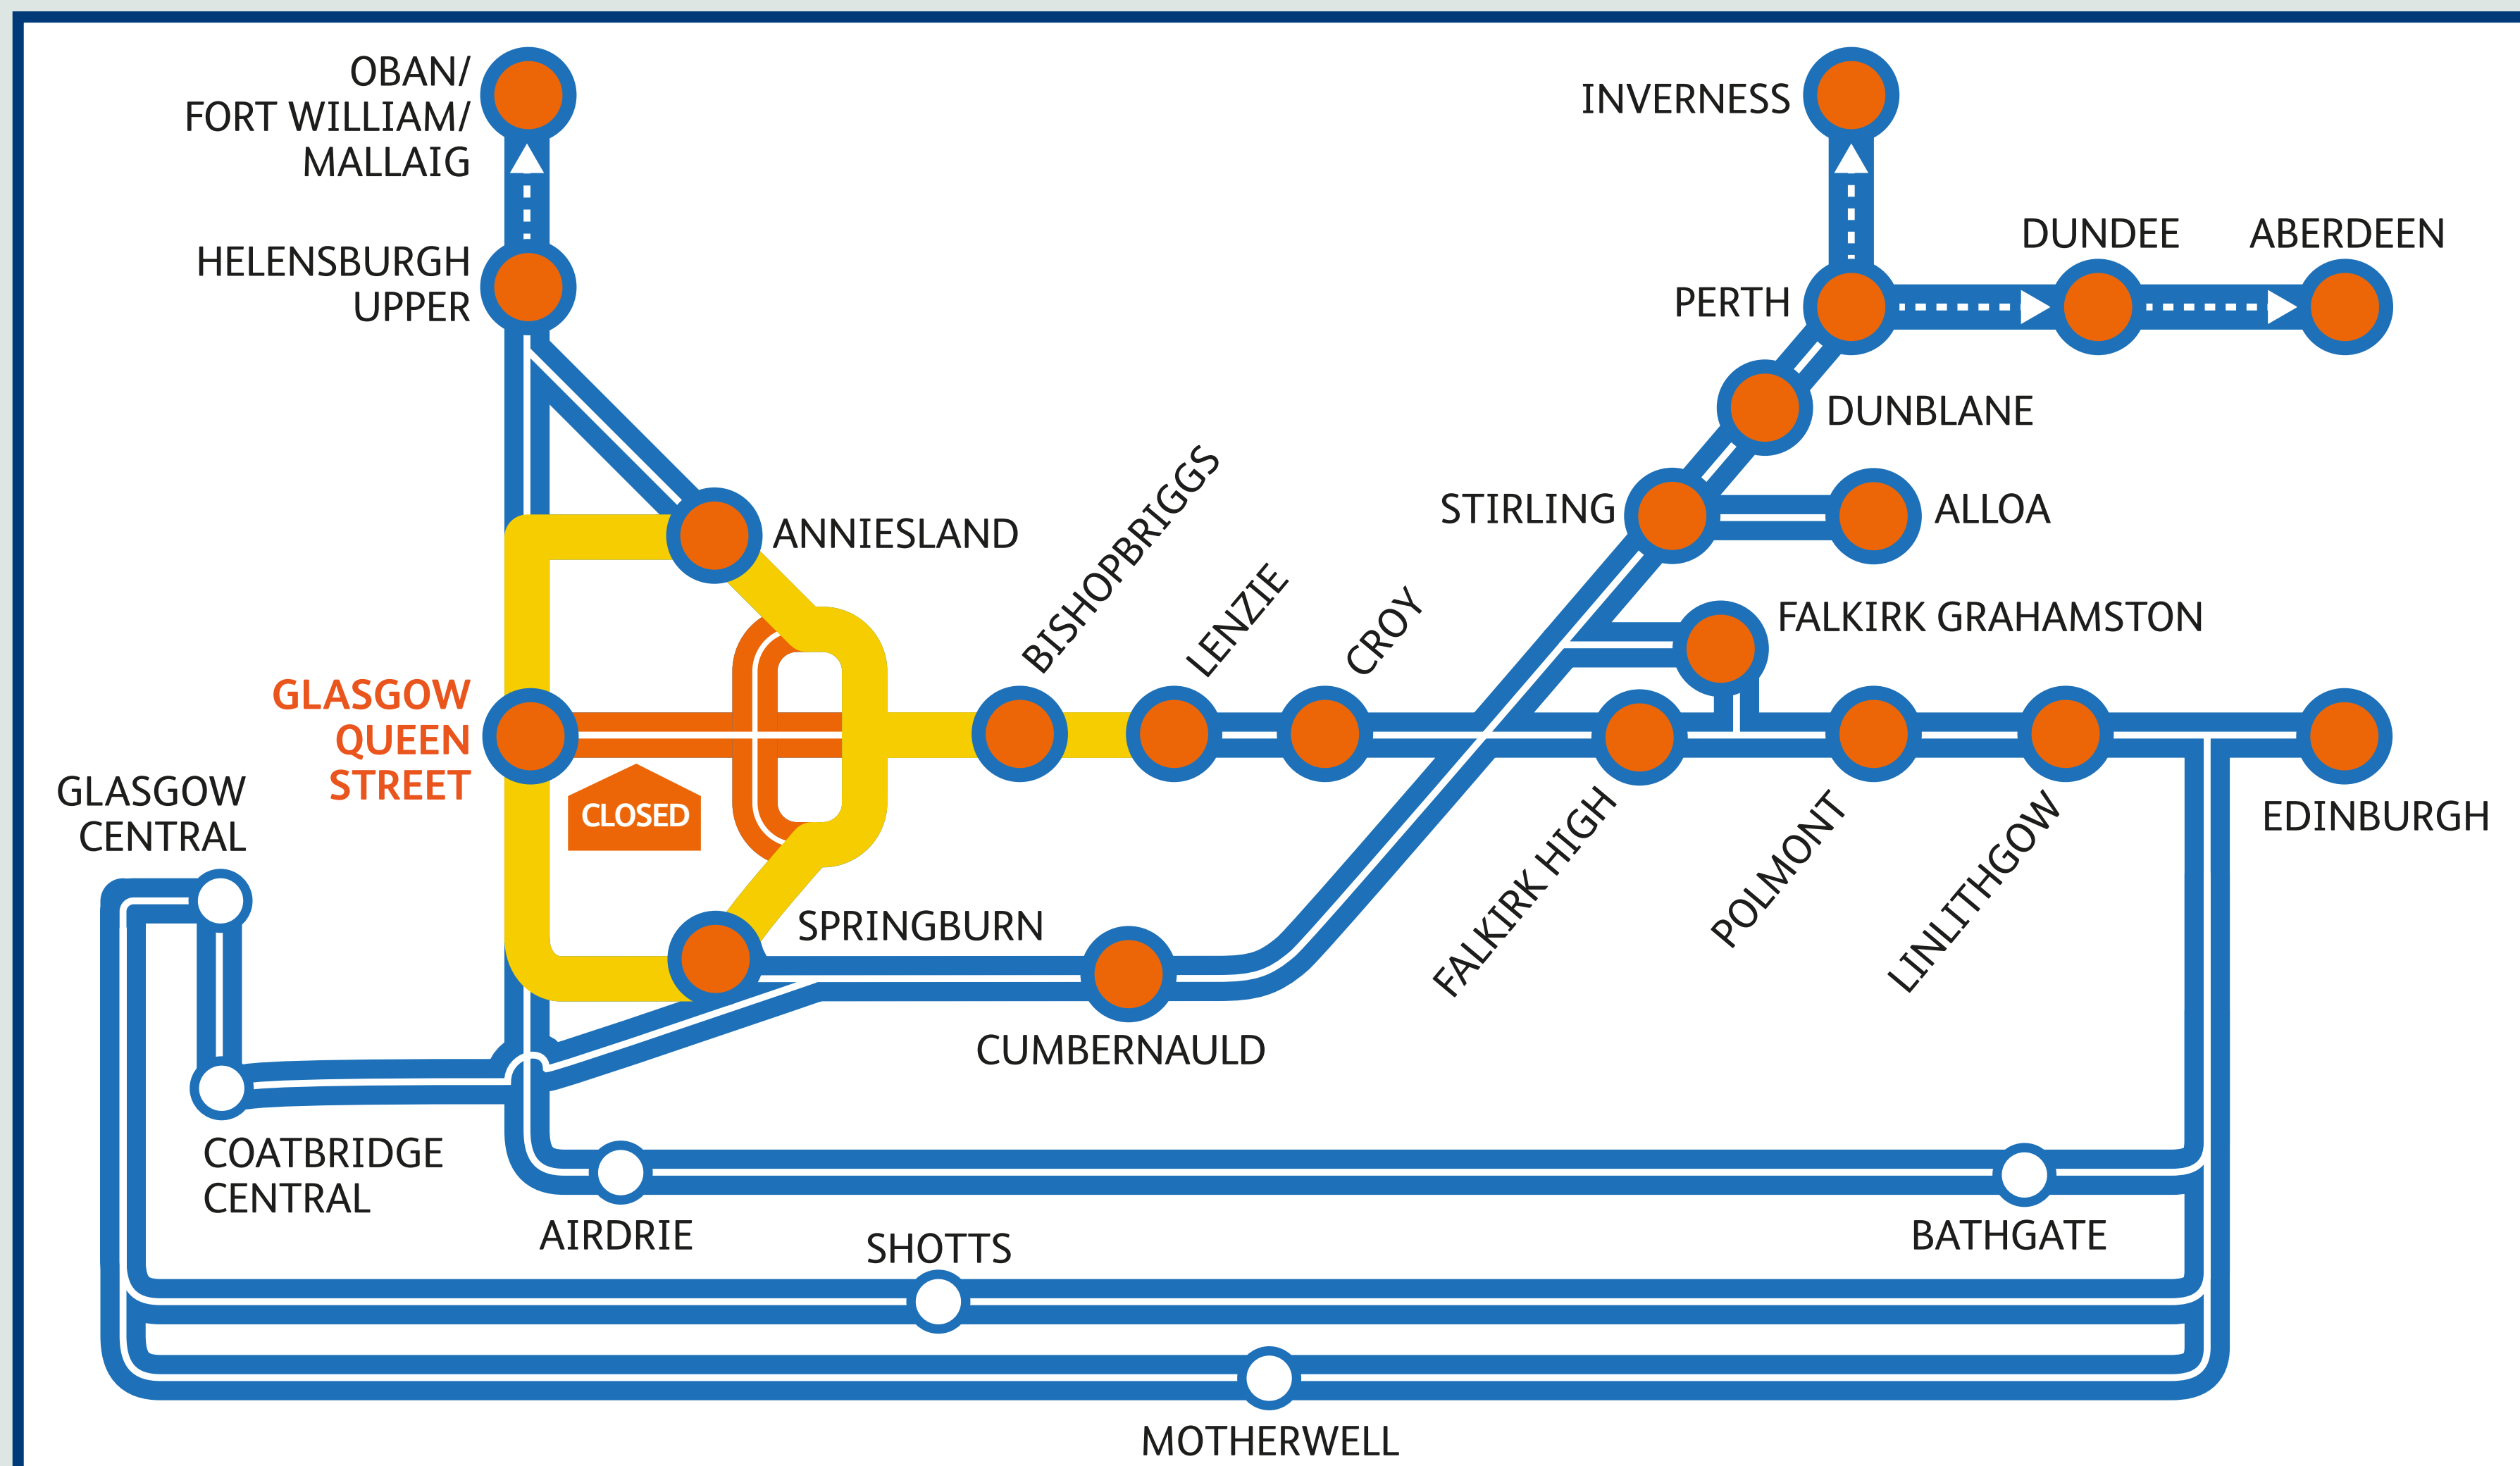 OBAN/
FORT WILLIAM/
MALLAIG
INVERNESS
HELENSBURGH
UPPER
DUNDEE
ABERDEEN
PERTH
DUNBLANE
STIRLING
ALLOA
ANNIESLAND
BISHOPBRIGGS
LENZIE
CROY
FALKIRK GRAHAMSTON
GLASGOW
QUEEN
STREET
CLOSED
GLASGOW
CENTRAL
EDINBURGH
FALKIRK HIGH
POLMONT
LINLITHGOW
SPRINGBURN
CUMBERNAULD
COATBRIDGE
CENTRAL
AIRDRIE
BATHGATE
SHOTTS
MOTHERWELL